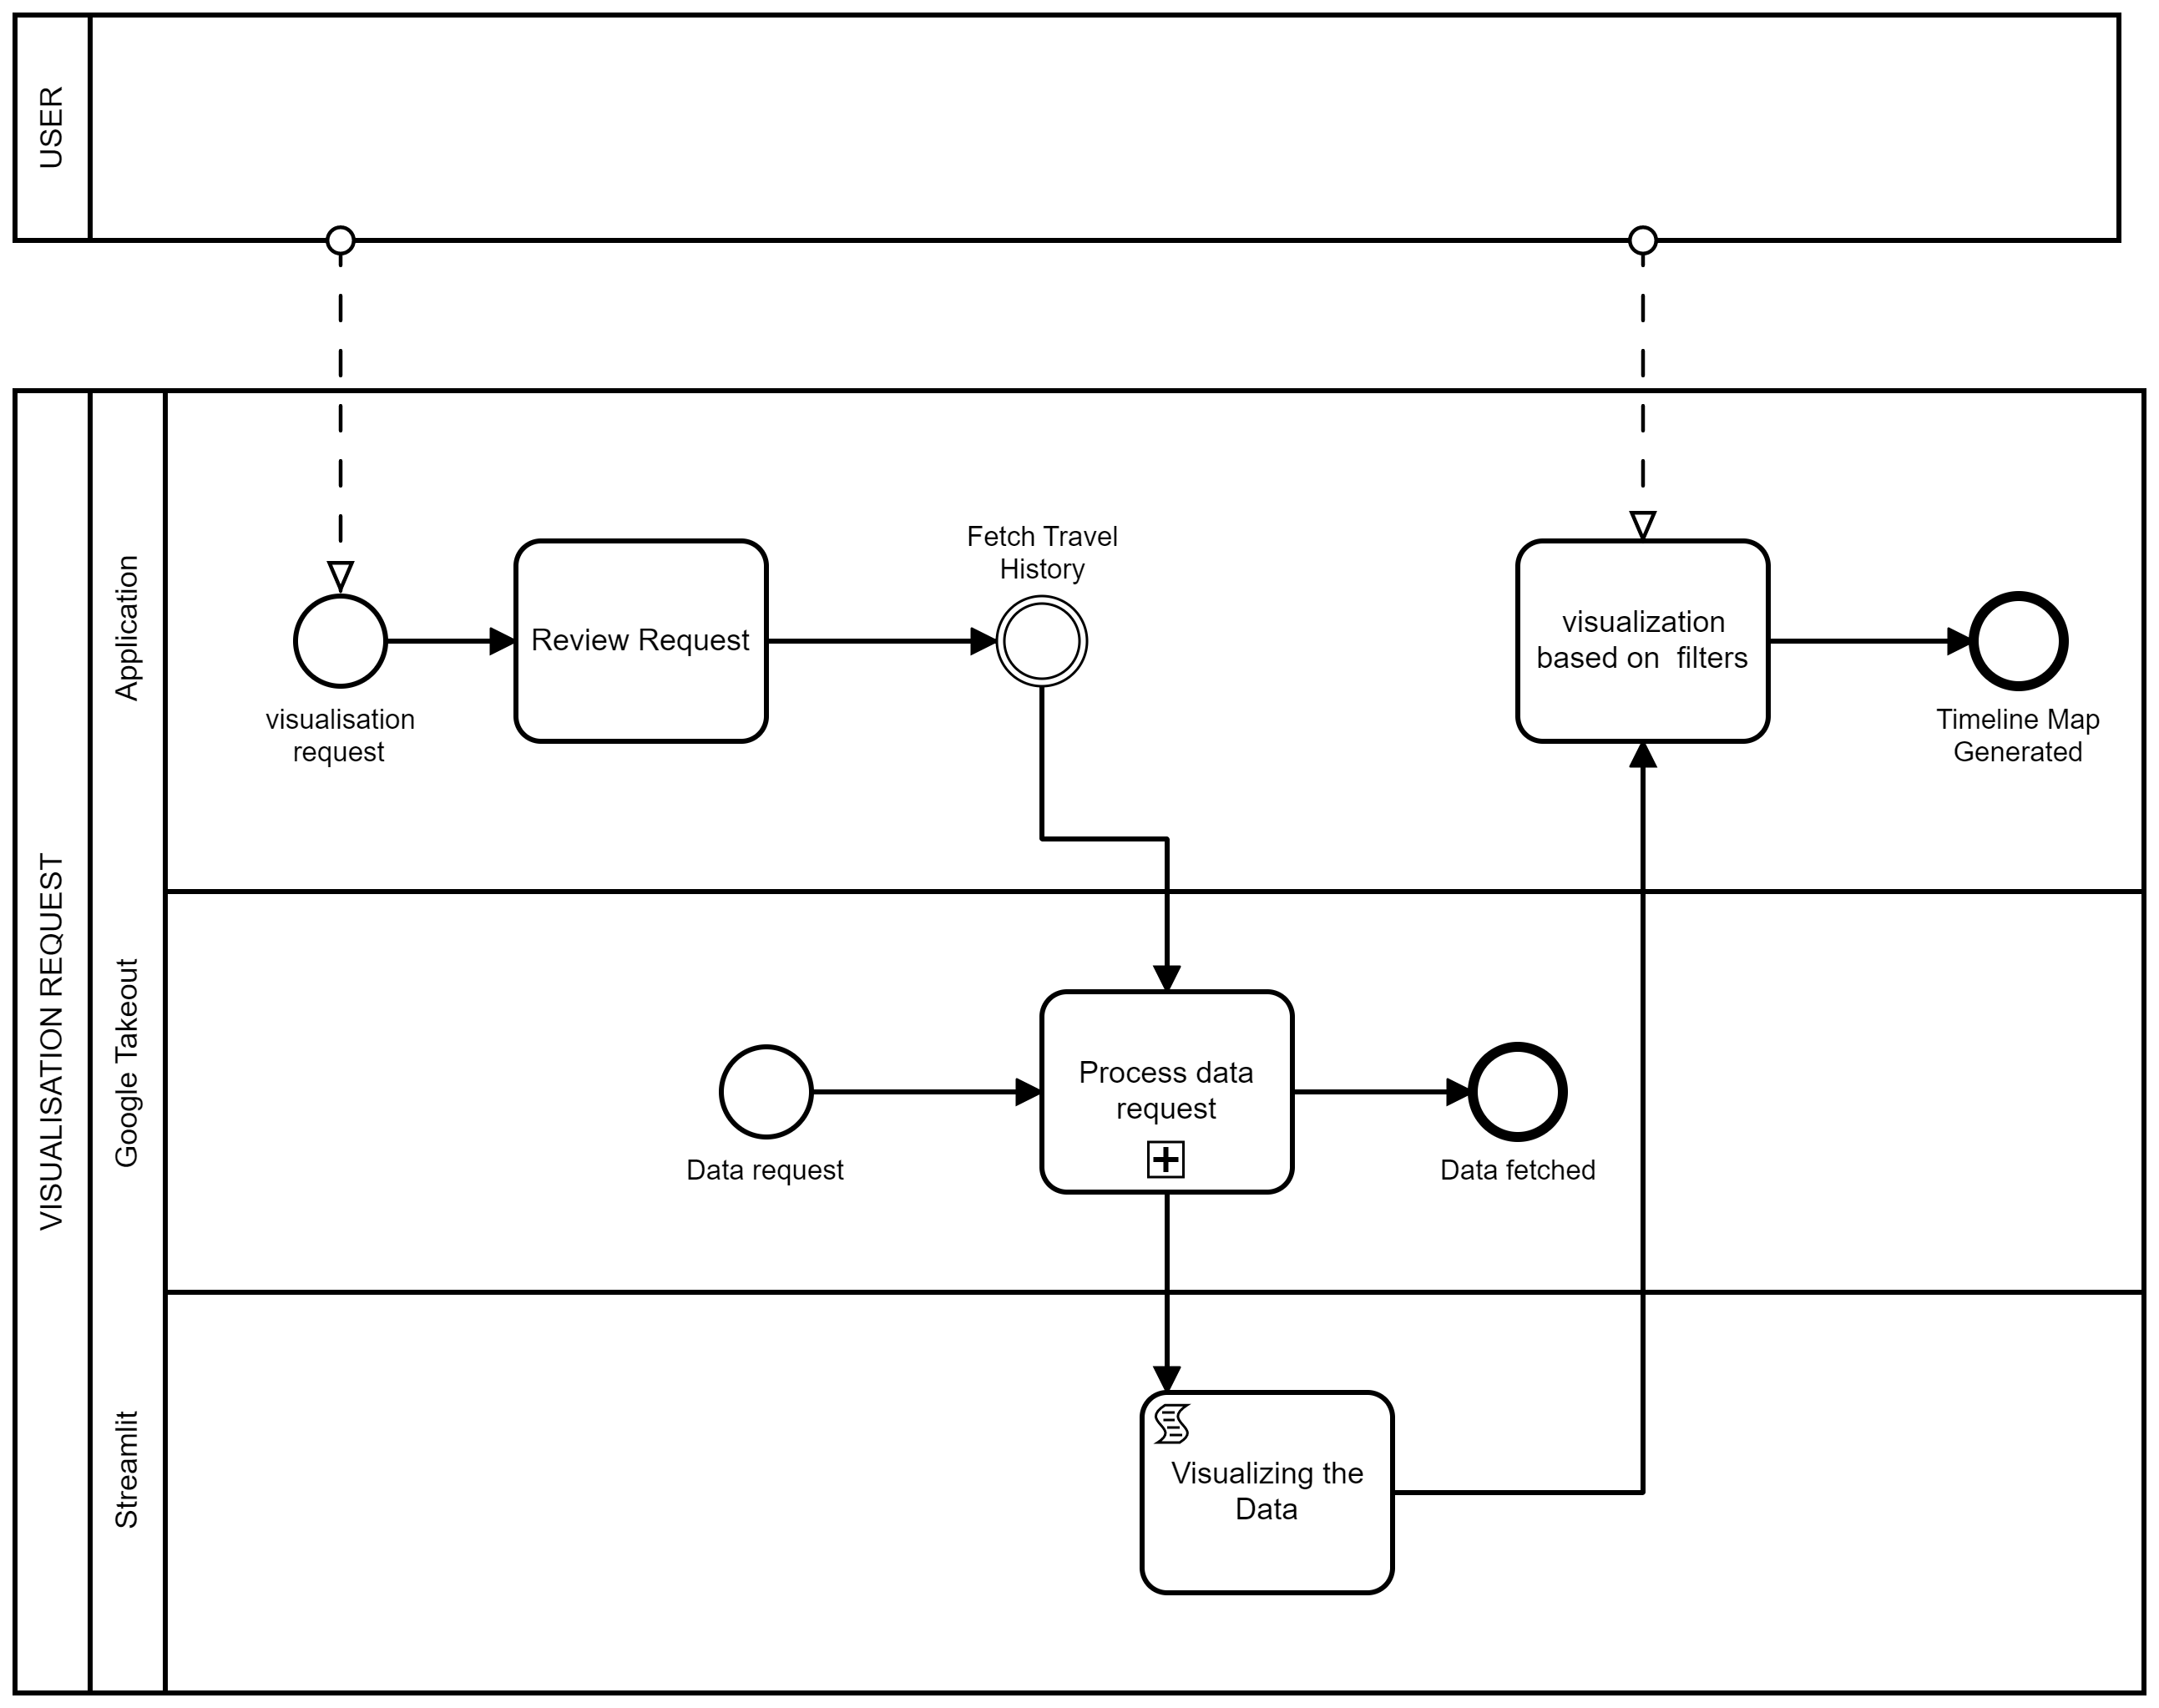 USER
VISUALISATION REQUEST
Application
Fetch Travel
History
Review Request
visualization
based on  filters
visualisation
request
Timeline Map
Generated
Google Takeout
Process data
request
Data request
Data fetched
Streamlit
Visualizing the
Data